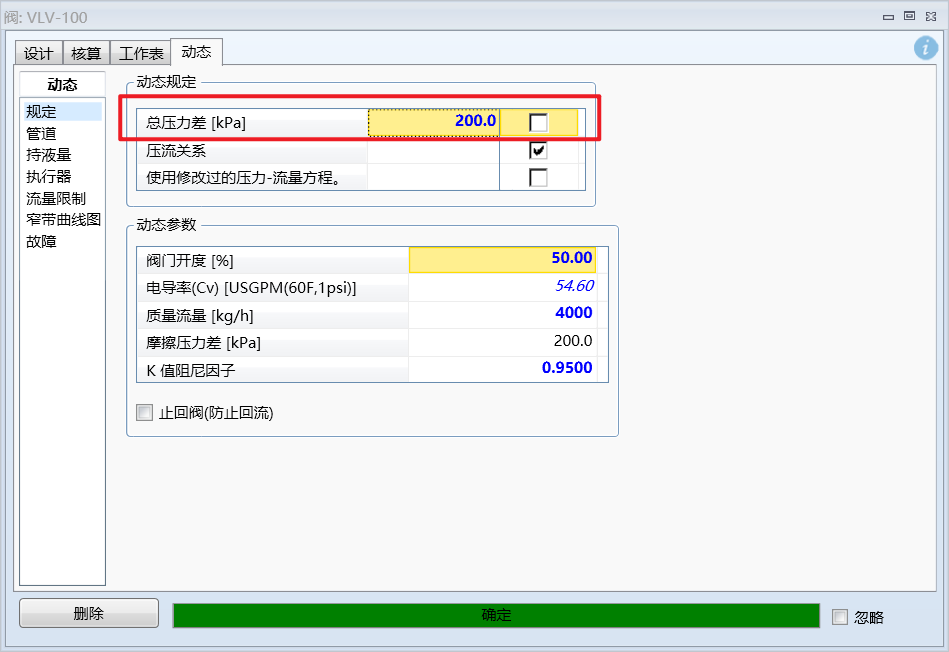 阀: VLV-100
设计 核算 工作表 动态
动态
规定
管道
持液量
执行器
流量限制
窄带曲线图
故障
动态规定
总压力差 [kPa] 200.0
压流关系
使用修改过的压力-流量方程。
动态参数
阀门开度 [%] 50.00
电导率(Cv) [USGPM(60F,1psi)] 54.60
质量流量 [kg/h] 4000
摩擦压力差 [kPa] 200.0
K 值阻尼因子 0.9500
止回阀(防止回流)
删除 确定 忽略